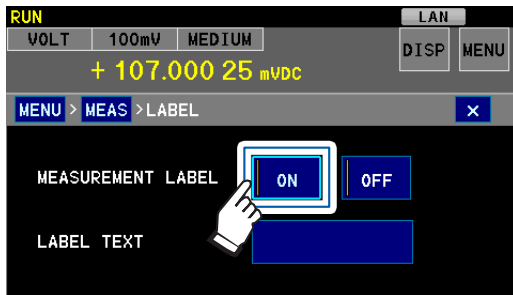 RUN LAN
VOLT 100mV MEDIUM DISP MENU
+ 107.000 25 mVDC
MENU > MEAS >LABEL ×
MEASUREMENT LABEL ON OFF
LABEL TEXT